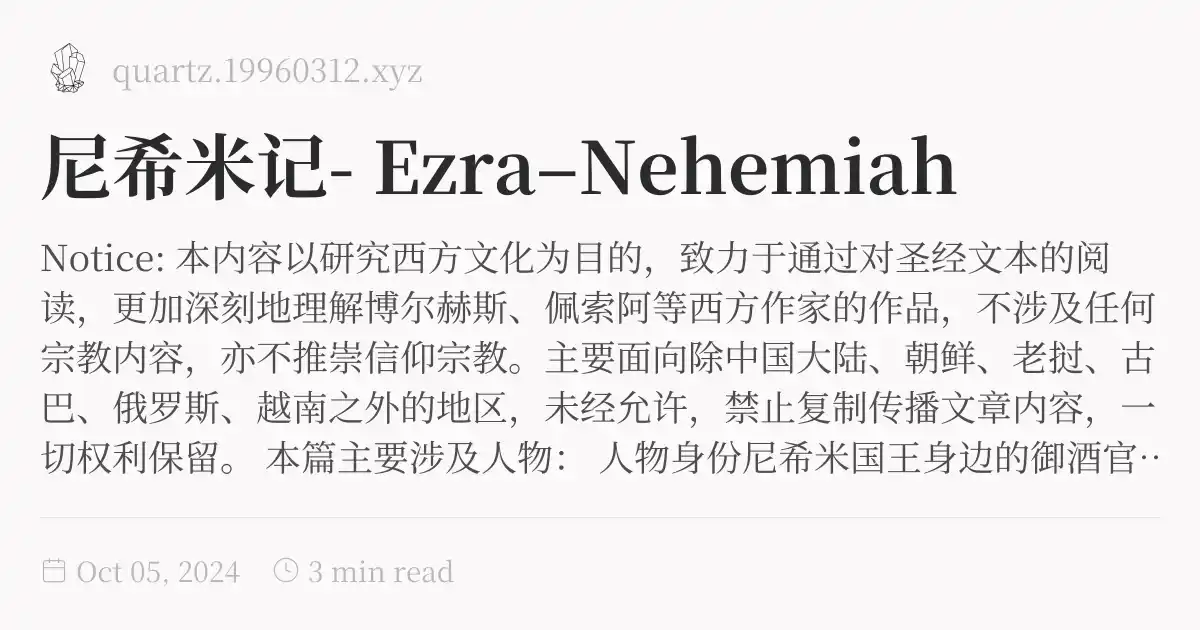 quartz.19960312.xyz
尼希米记- Ezra–Nehemiah
Notice: 本内容以研究西方文化为目的，致力于通过对圣经文本的阅
读，更加深刻地理解博尔赫斯、佩索阿等西方作家的作品，不涉及任何
宗教内容，亦不推崇信仰宗教。主要面向除中国大陆、朝鲜、老挝、古
巴、俄罗斯、越南之外的地区，未经允许，禁止复制传播文章内容，一
切权利保留。 本篇主要涉及人物： 人物身份尼希米国王身边的御酒官··
Oct 05, 2024 3 min read